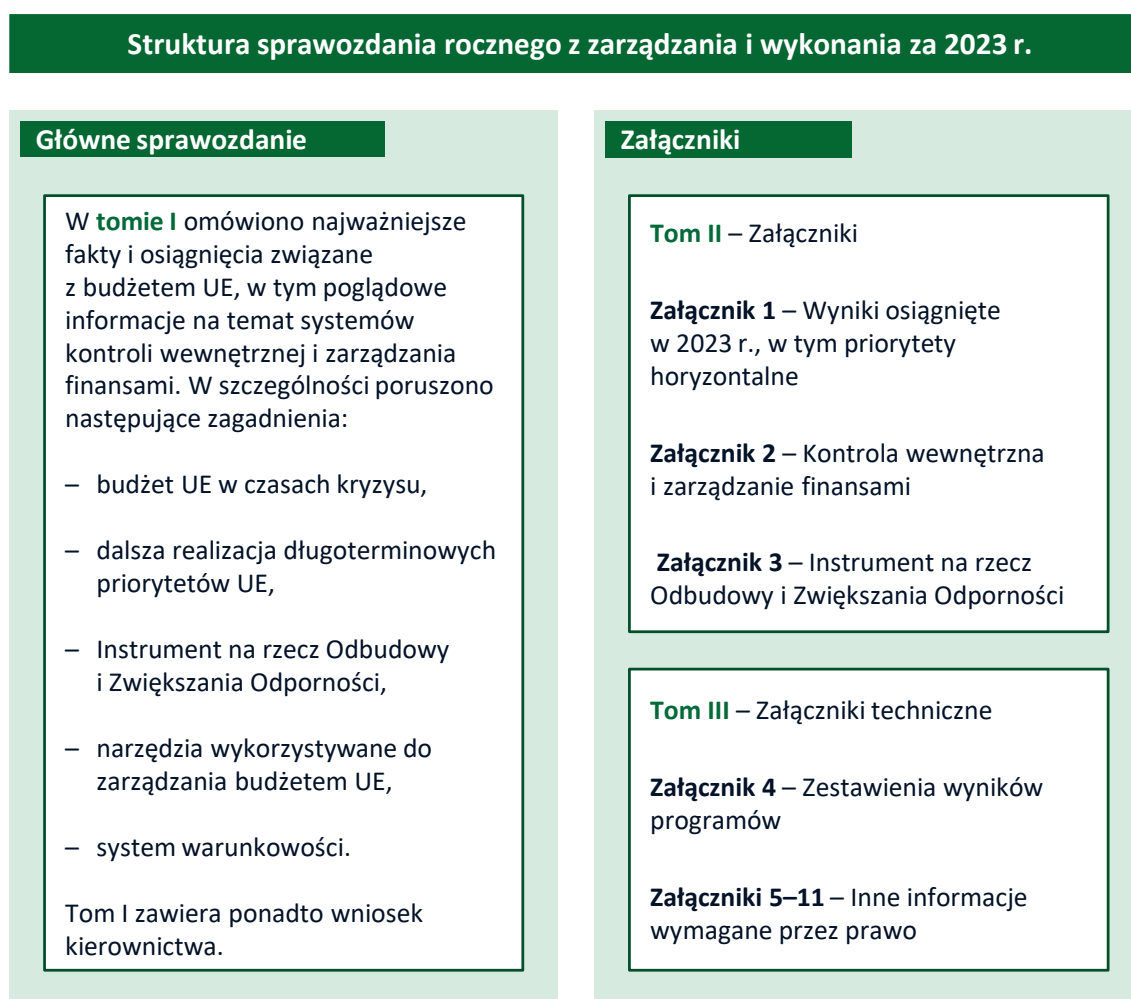 Struktura sprawozdania rocznego z zarządzania i wykonania za 2023 r.
Główne sprawozdanie
W tomie I omówiono najważniejsze
fakty i osiągnięcia związane
z budżetem UE, w tym poglądowe
informacje na temat systemów
kontroli wewnętrznej i zarządzania
finansami. W szczególności poruszono
następujące zagadnienia:
– budżet UE w czasach kryzysu,
– dalsza realizacja długoterminowych
priorytetów UE,
– Instrument na rzecz Odbudowy
i Zwiększania Odporności,
– narzędzia wykorzystywane do
zarządzania budżetem UE,
– system warunkowości.
Tom I zawiera ponadto wniosek
kierownictwa.
Załączniki
Tom II – Załączniki
Załącznik 1 – Wyniki osiągnięte
w 2023 r., w tym priorytety
horyzontalne
Załącznik 2 – Kontrola wewnętrzna
i zarządzanie finansami
Załącznik 3 – Instrument na rzecz
Odbudowy i Zwiększania Odporności
Tom III – Załączniki techniczne
Załącznik 4 – Zestawienia wyników
programów
Załączniki 5–11 – Inne informacje
wymagane przez prawo